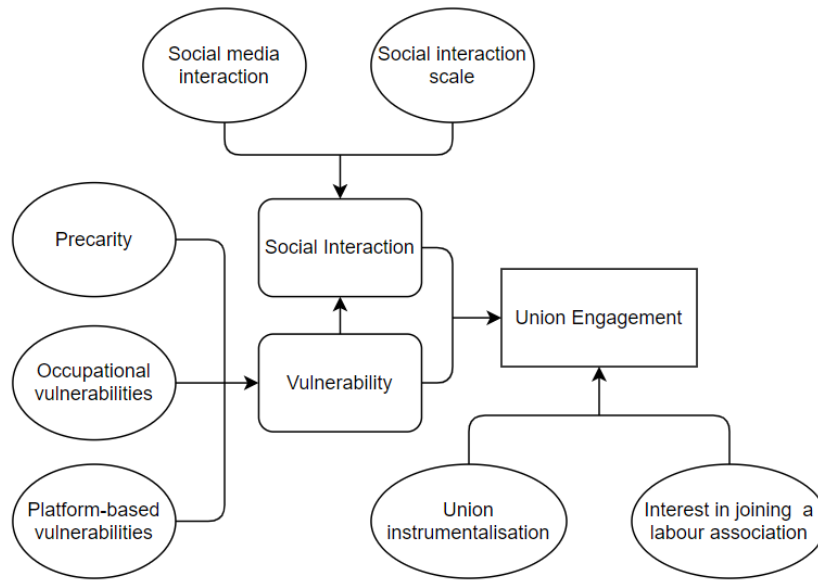 Social media
interaction
Social interaction
scale
Precarity
Social Interaction
Union Engagement
Occupational
vulnerabilities
Vulnerability
Platform-based
vulnerabilities
Union
instrumentalisation
Interest in joining a
labour association